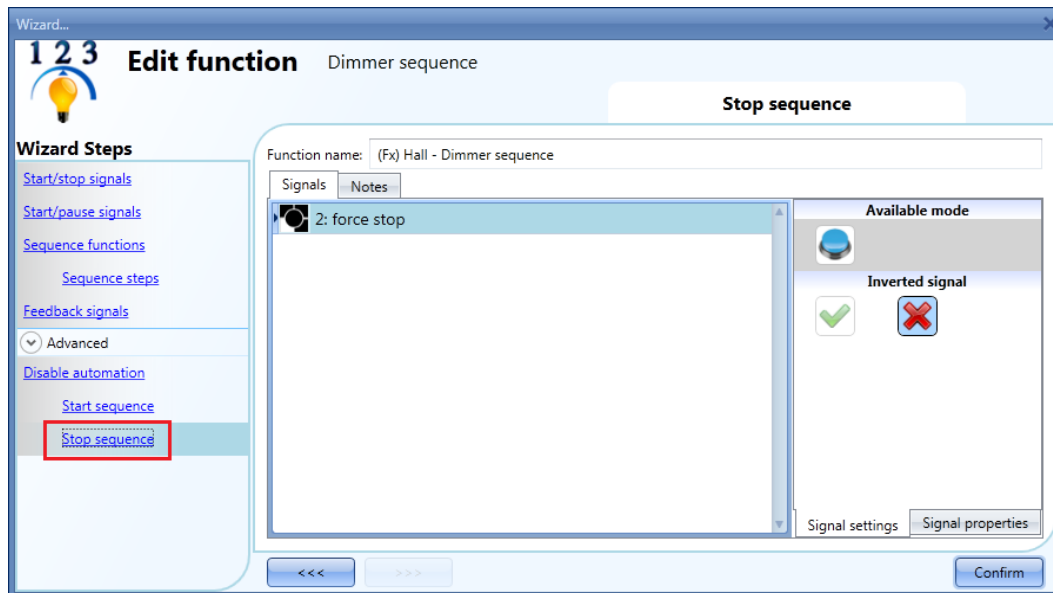 Wizard...
1 2 3
Edit function Dimmer sequence
Stop sequence
Wizard Steps
Start/stop signals
Start/pause signals
Sequence functions
Sequence steps
Feedback signals
Advanced
Disable automation
Start sequence
Stop sequence
Function name: (Fx) Hall - Dimmer sequence
Signals Notes
2: force stop
Available mode
Inverted signal
Signal settings Signal properties
<<< >>> Confirm